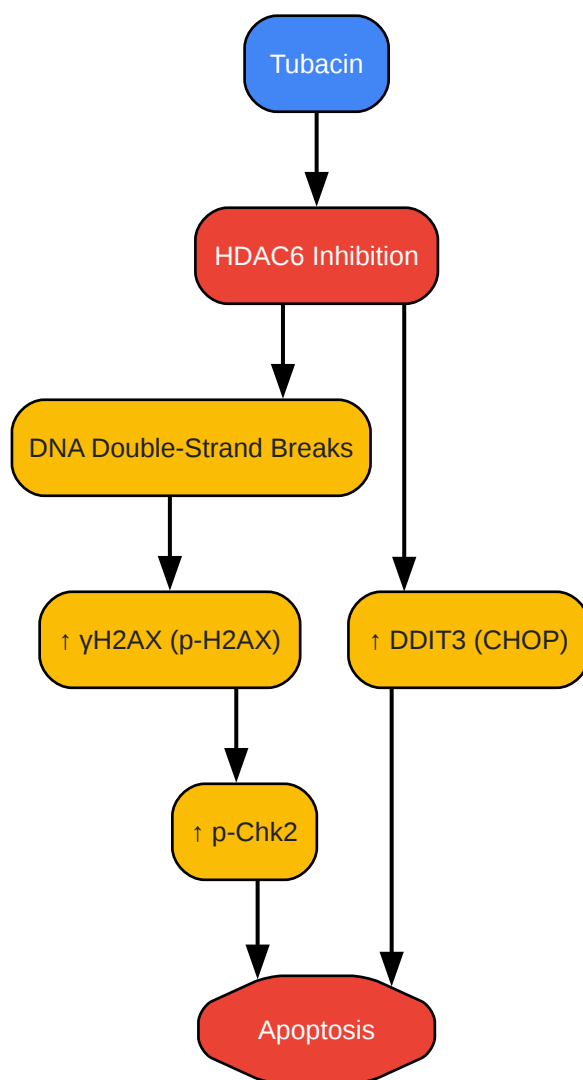 Tubacin
HDAC6 Inhibition
DNA Double-Strand Breaks
↑ γH2AX (p-H2AX)
↑ DDIT3 (CHOP)
↑ p-Chk2
Apoptosis